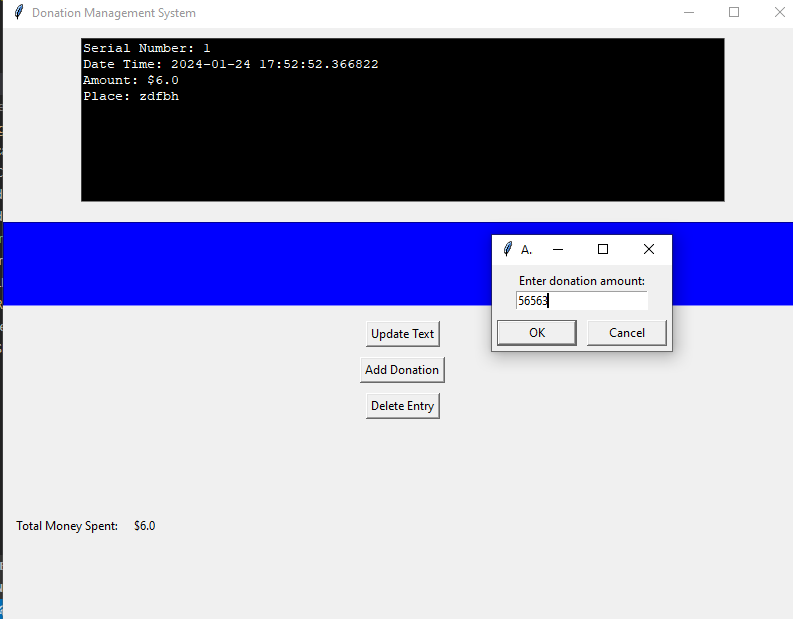 Donation Management System
Serial Number: 1
Date Time: 2024-01-24 17:52:52.366822
Amount: $6.0
Place: zdfbh
A.
Enter donation amount:
56563
OK
Cancel
Update Text
Add Donation
Delete Entry
Total Money Spent: $6.0